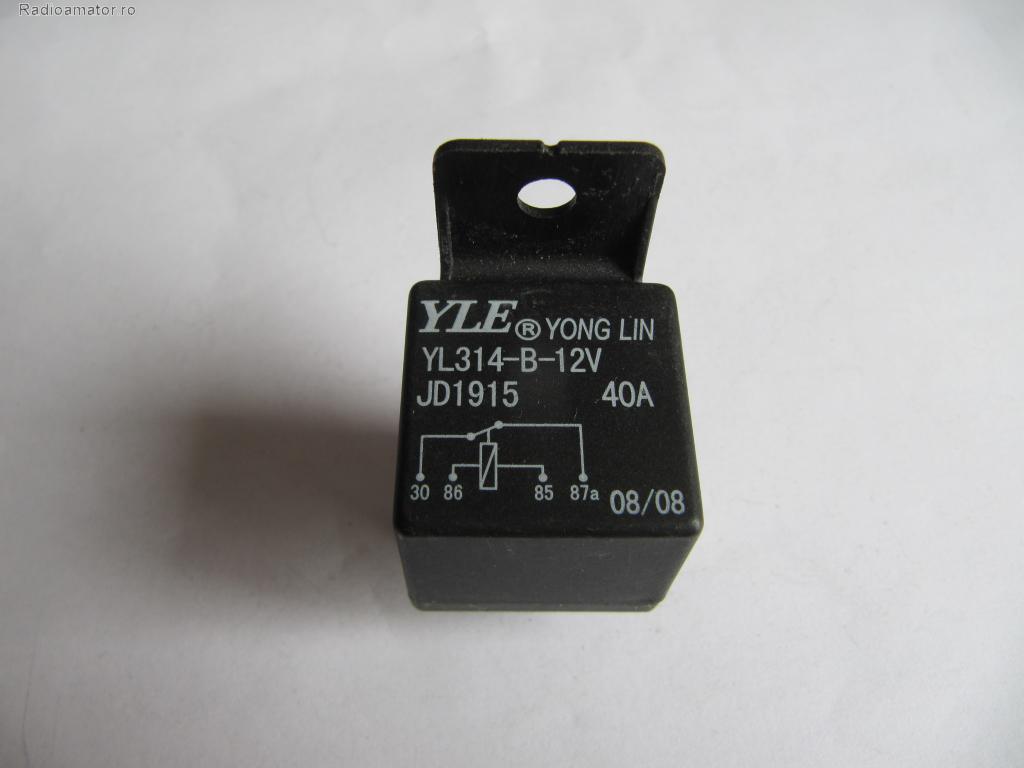 Radioamator.ro
YLE ® YONG LIN
YL314-B-12V
JD1915 40A
30 86 85 87a
08/08